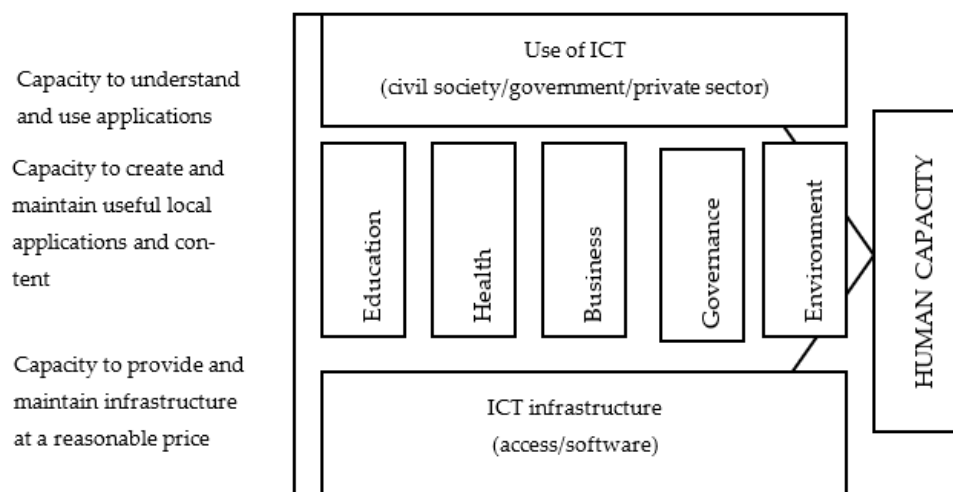 Capacity to understand
and use applications
Capacity to create and
maintain useful local
applications and con-
tent
Capacity to provide and
maintain infrastructure
at a reasonable price
Use of ICT
(civil society/government/private sector)
Education
Health
Business
Governance
Environment
ICT infrastructure
(access/software)
HUMAN CAPACITY